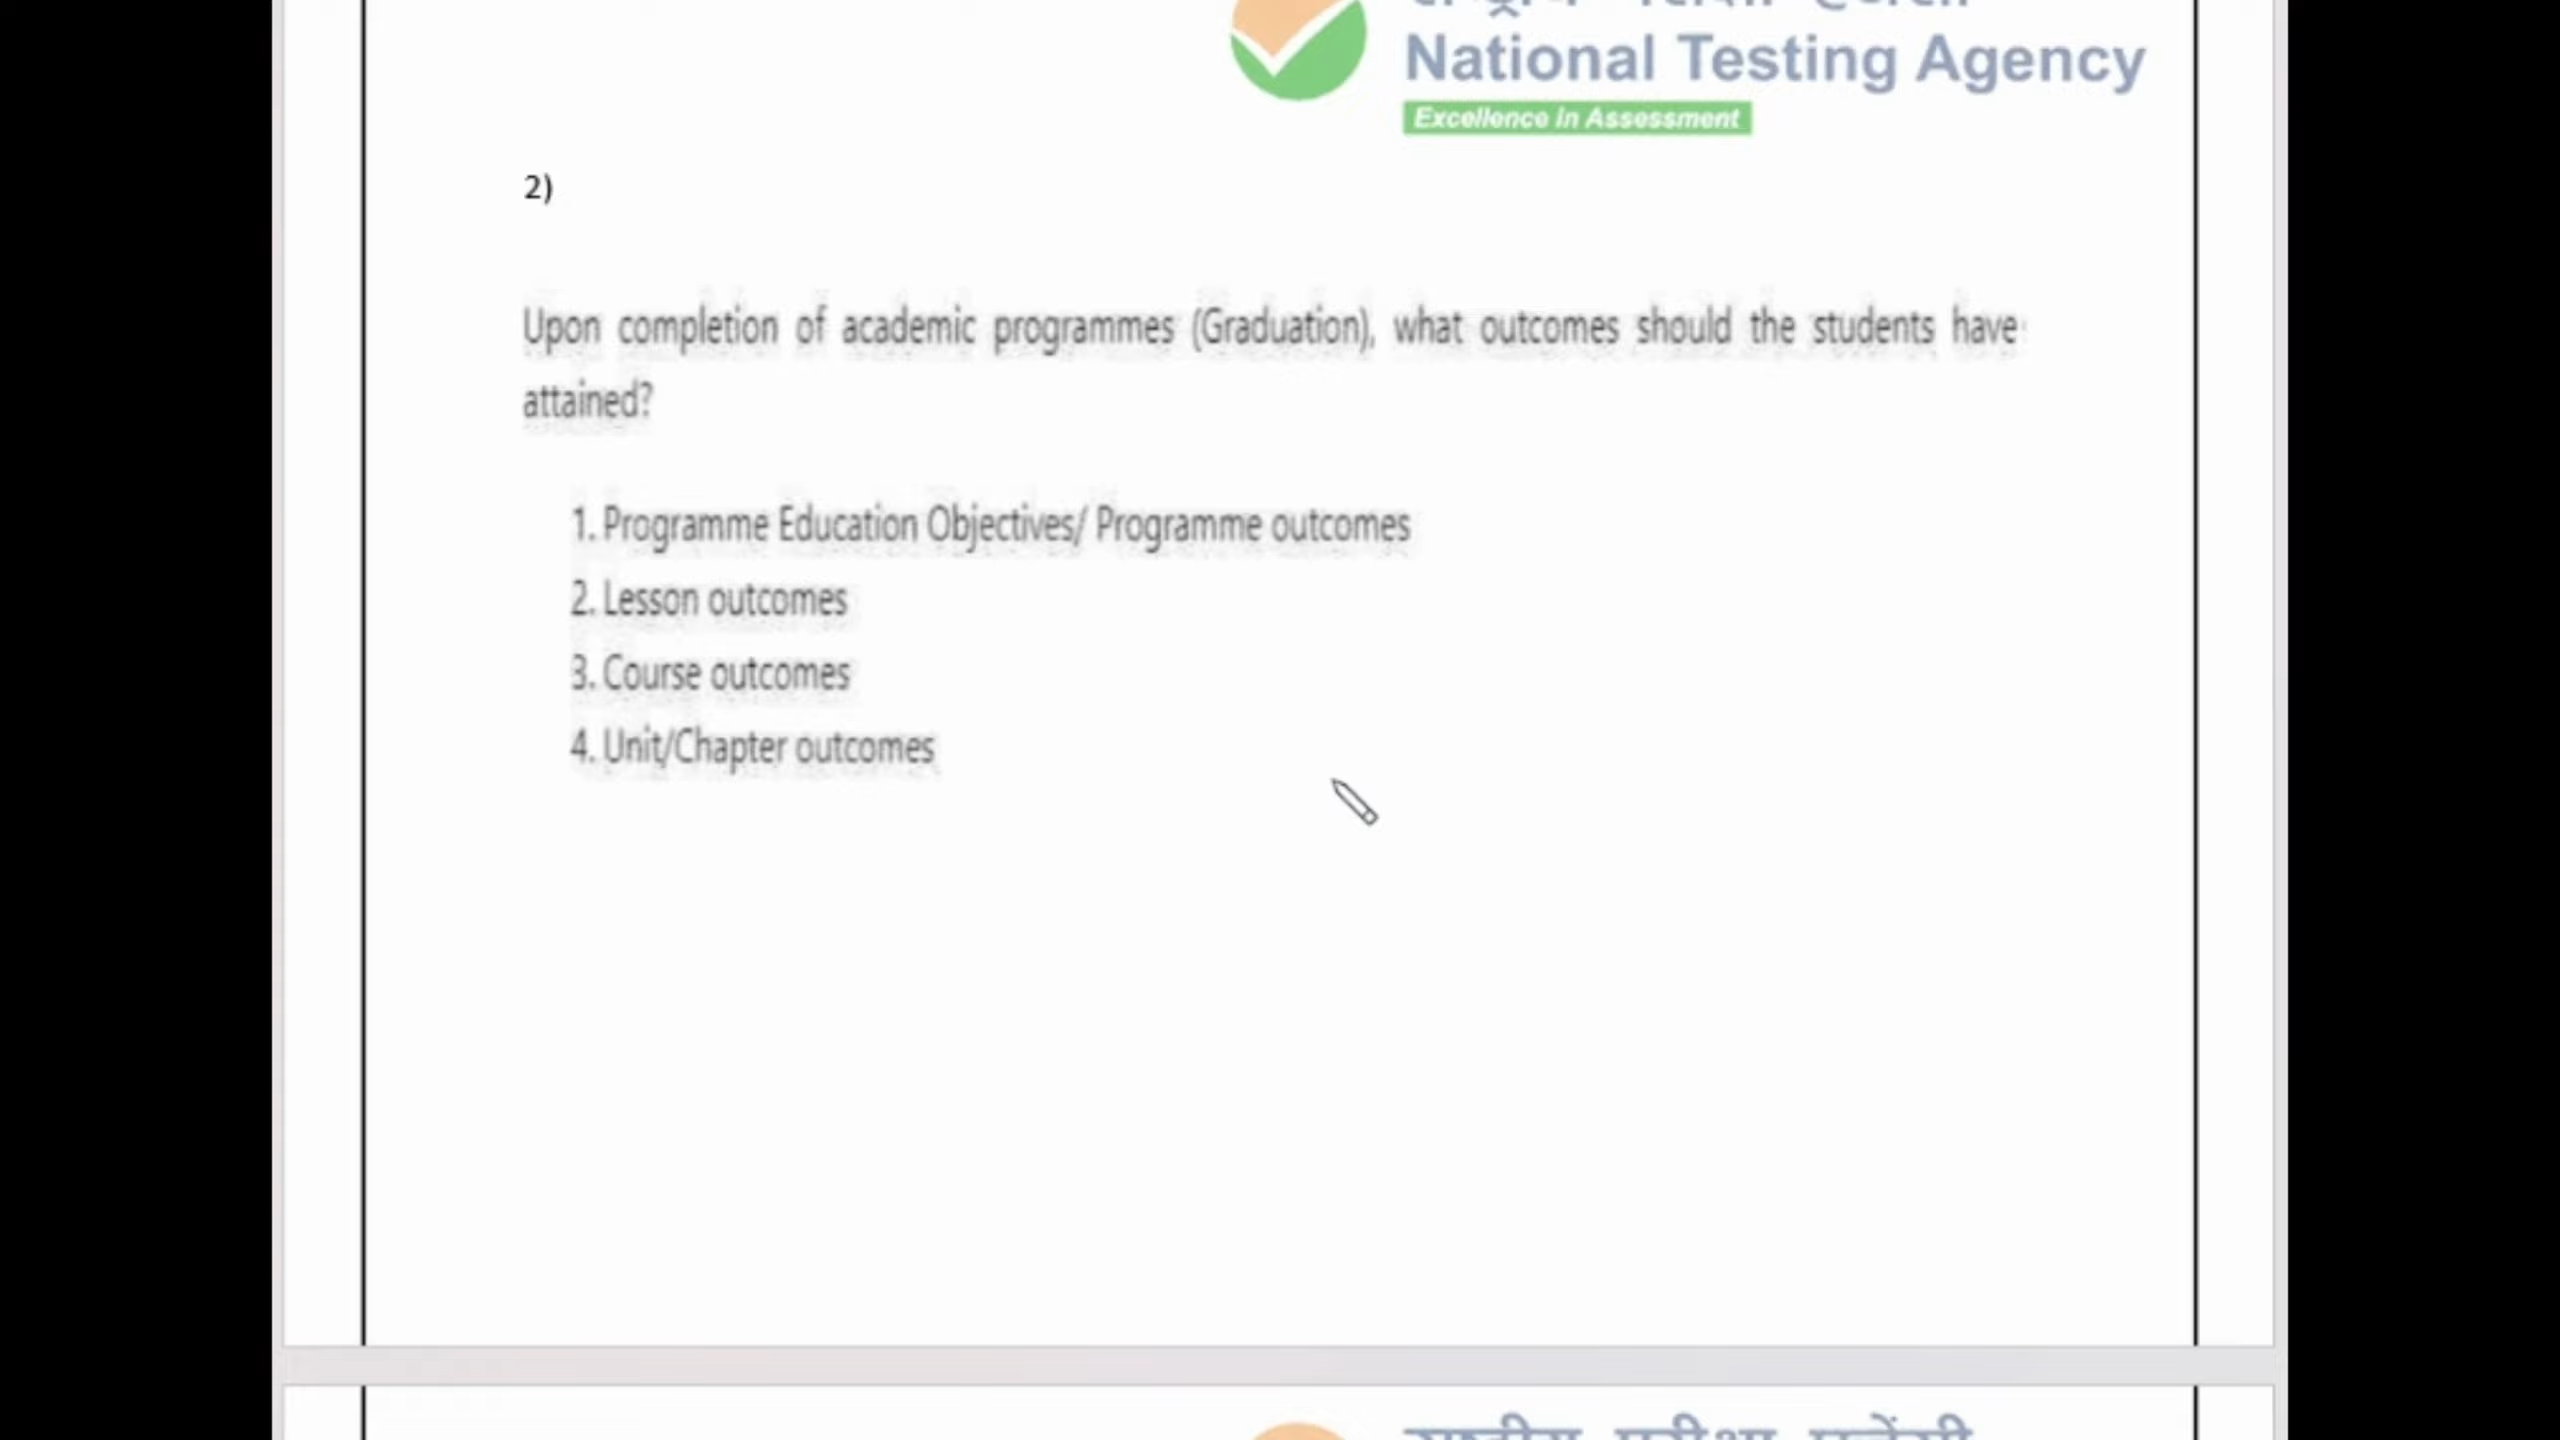 National Testing Agency
Excellence in Assessment
2)
Upon completion of academic programmes (Graduation), what outcomes should the students have
attained?
1. Programme Education Objectives/ Programme outcomes
2. Lesson outcomes
3. Course outcomes
4. Unit/Chapter outcomes